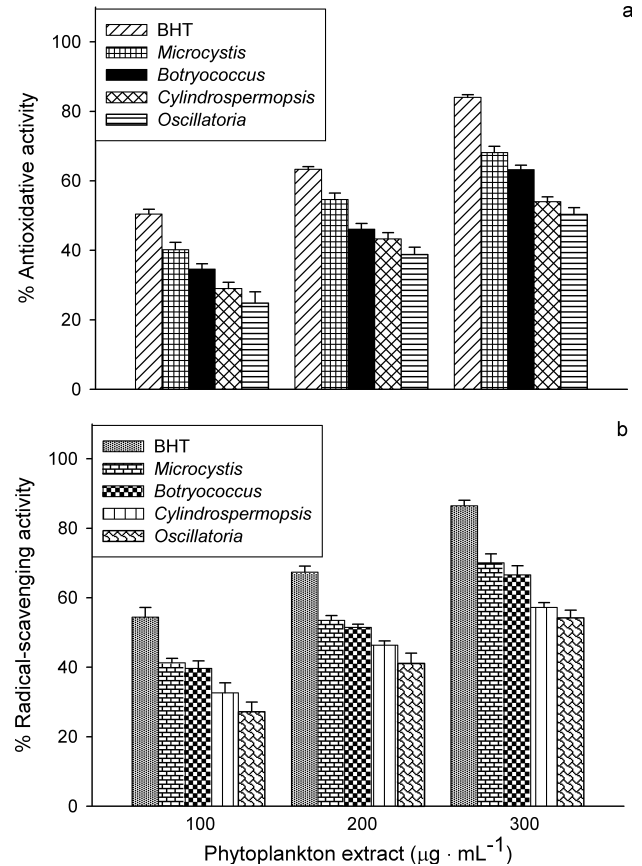 a
100
80
60
40
20
0
% Antioxidative activity
BHT
Microcystis
Botryococcus
Cylindrospermopsis
Oscillatoria
b
100
80
60
40
20
0
% Radical-scavenging activity
BHT
Microcystis
Botryococcus
Cylindrospermopsis
Oscillatoria
100 200 300
Phytoplankton extract (μg · mL⁻¹)